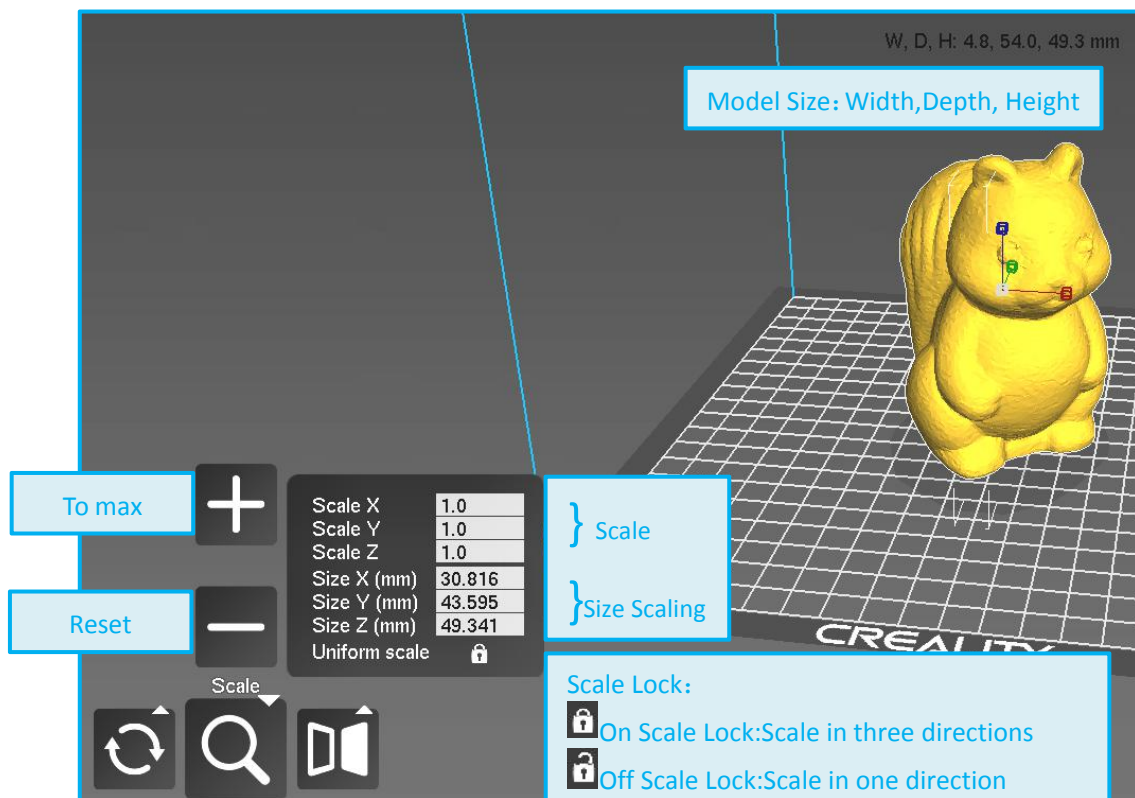 W, D, H: 4.8, 54.0, 49.3 mm
Model Size：Width,Depth, Height
To max
Scale X 1.0
Scale Y 1.0
Scale Z 1.0
} Scale
Size X (mm) 30.816
Size Y (mm) 43.595
Size Z (mm) 49.341
}Size Scaling
Uniform scale
Reset
CREALITY
Scale
Scale Lock：
On Scale Lock:Scale in three directions
Off Scale Lock:Scale in one direction